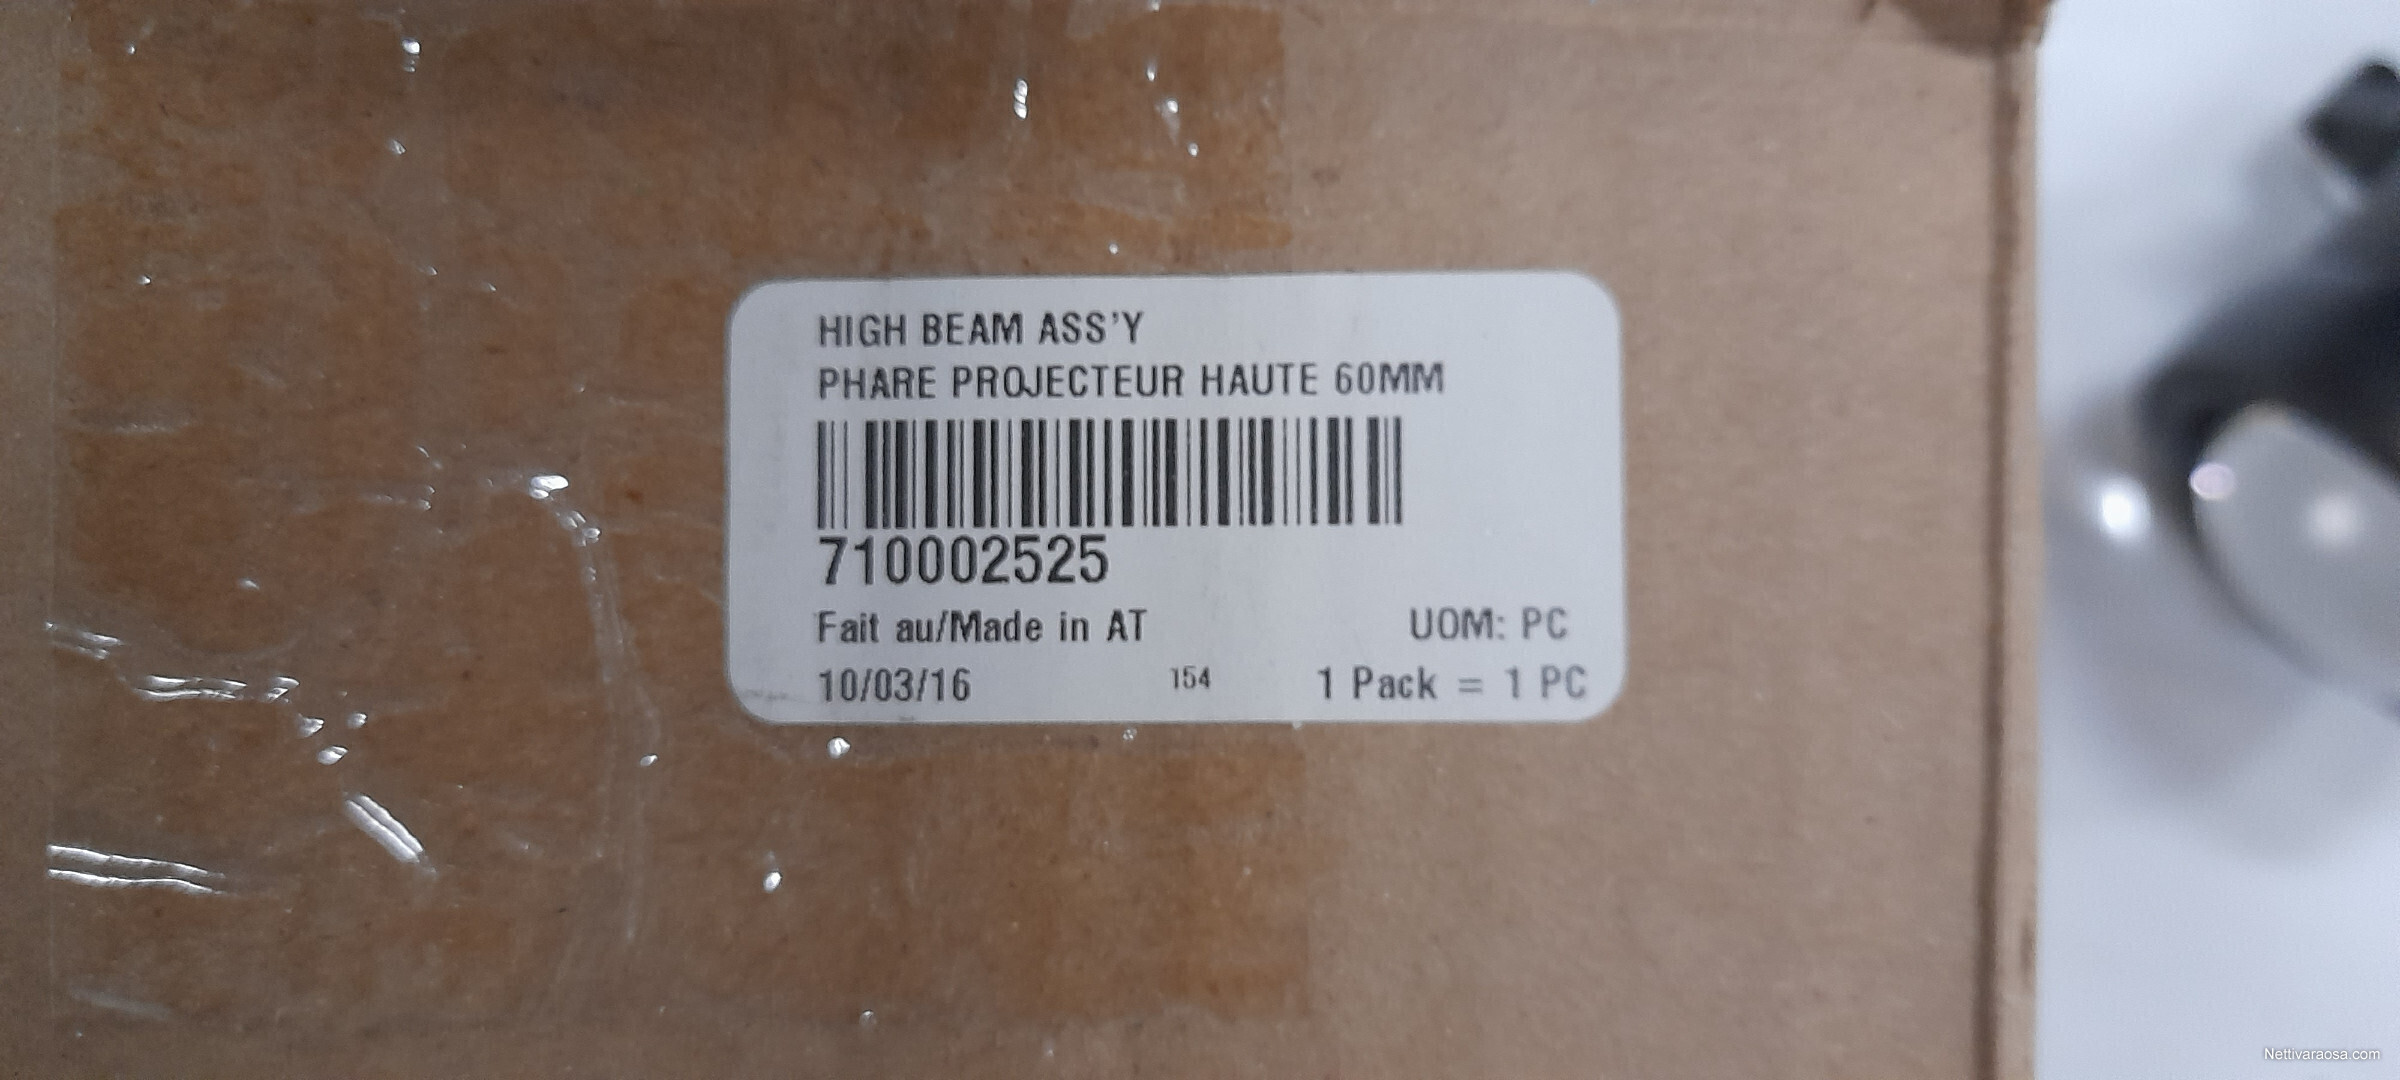 HIGH BEAM ASS'Y
PHARE PROJECTEUR HAUTE 60MM
710002525
Fait au/Made in AT UOM: PC
10/03/16 154 1 Pack = 1 PC
Nettivaraosa.com